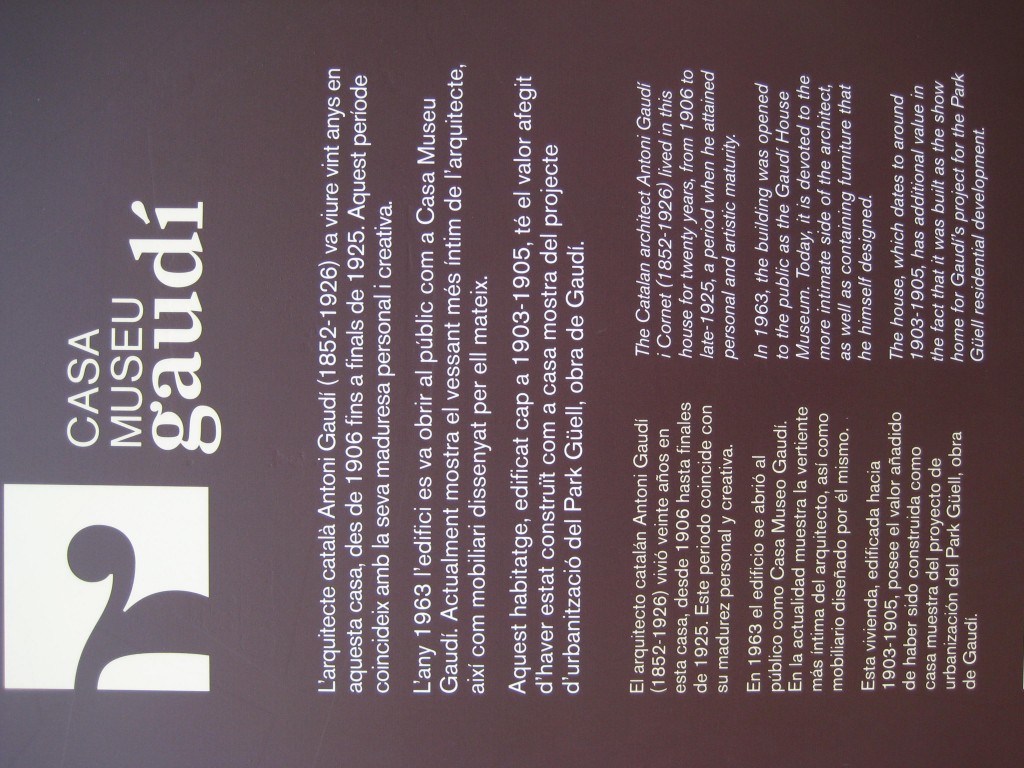 CASA
MUSEU
gaudí
L'arquitecte català Antoni Gaudí (1852-1926) va viure vint anys en
aquesta casa, des de 1906 fins a finals de 1925. Aquest període
coincideix amb la seva maduresa personal i creativa.
L'any 1963 l'edifici es va obrir al públic com a Casa Museu
Gaudí. Actualment mostra el vessant més íntim de l'arquitecte,
així com mobiliari dissenyat per ell mateix.
Aquest habitatge, edificat cap a 1903-1905, té el valor afegit
d'haver estat construït com a casa mostra del projecte
d'urbanització del Park Güell, obra de Gaudí.
El arquitecto catalán Antoni Gaudí
(1852-1926) vivió veinte años en
esta casa, desde 1906 hasta finales
de 1925. Este periodo coincide con
su madurez personal y creativa.
En 1963 el edificio se abrió al
público como Casa Museo Gaudí.
En la actualidad muestra la vertiente
más íntima del arquitecto, así como
mobiliario diseñado por él mismo.
Esta vivienda, edificada hacia
1903-1905, posee el valor añadido
de haber sido construida como
casa muestra del proyecto de
urbanización del Park Güell, obra
de Gaudí.
The Catalan architect Antoni Gaudí
i Cornet (1852-1926) lived in this
house for twenty years, from 1906 to
late-1925, a period when he attained
personal and artistic maturity.
In 1963, the building was opened
to the public as the Gaudí House
Museum. Today, it is devoted to the
more intimate side of the architect,
as well as containing furniture that
he himself designed.
The house, which dates to around
1903-1905, has additional value in
the fact that it was built as the show
home for Gaudí's project for the Park
Güell residential development.